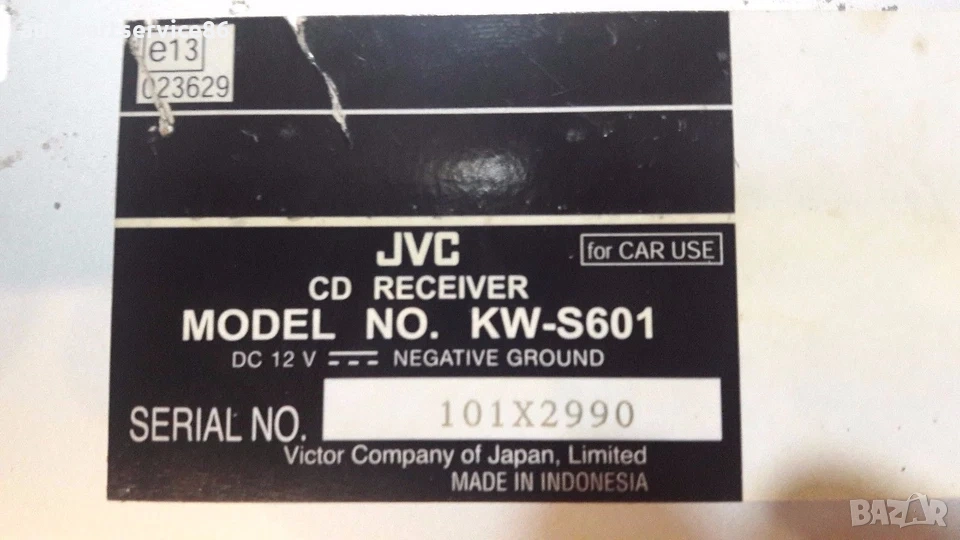 e13
023629
JVC
for CAR USE
CD RECEIVER
MODEL NO. KW-S601
DC 12 V NEGATIVE GROUND
SERIAL NO. 101X2990
Victor Company of Japan, Limited
MADE IN INDONESIA
BAZAR